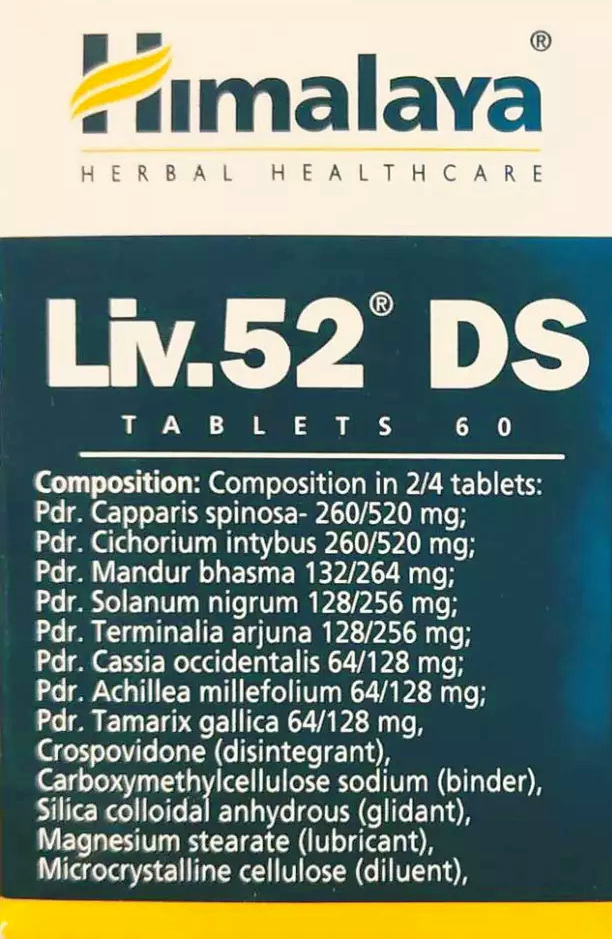 Himalaya®
HERBAL HEALTHCARE
Liv.52® DS
TABLETS 60
Composition: Composition in 2/4 tablets:
Pdr. Capparis spinosa- 260/520 mg;
Pdr. Cichorium intybus 260/520 mg;
Pdr. Mandur bhasma 132/264 mg;
Pdr. Solanum nigrum 128/256 mg;
Pdr. Terminalia arjuna 128/256 mg;
Pdr. Cassia occidentalis 64/128 mg;
Pdr. Achillea millefolium 64/128 mg;
Pdr. Tamarix gallica 64/128 mg,
Crospovidone (disintegrant),
Carboxymethylcellulose sodium (binder),
Silica colloidal anhydrous (glidant),
Magnesium stearate (lubricant),
Microcrystalline cellulose (diluent),